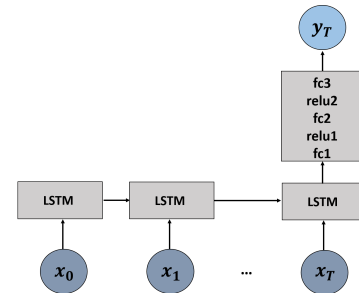 y_T
fc3
relu2
fc2
relu1
fc1
LSTM LSTM LSTM
x_0 x_1 ... x_T